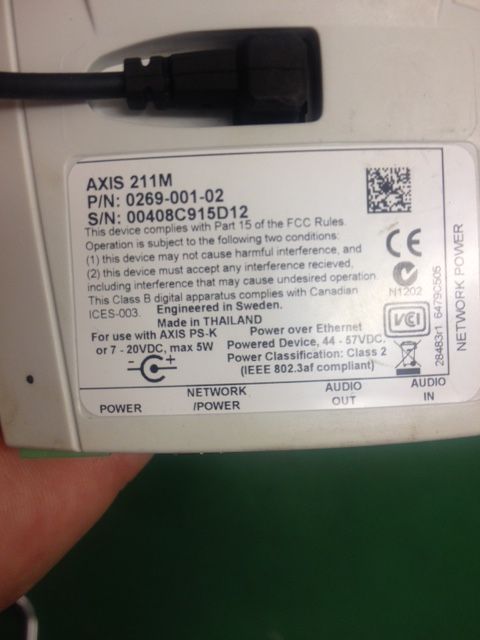 AXIS 211M
P/N: 0269-001-02
S/N: 00408C915D12
This device complies with Part 15 of the FCC Rules.
Operation is subject to the following two conditions:
(1) this device may not cause harmful interference, and
(2) this device must accept any interference recieved,
including interference that may cause undesired operation.
This Class B digital apparatus complies with Canadian
ICES-003.
Engineered in Sweden.
Made in THAILAND
For use with AXIS PS-K
or 7 - 20VDC, max 5W
Power over Ethernet
Powered Device, 44 - 57VDC.
Power Classification: Class 2
(IEEE 802.3af compliant)
- +
CE
N1202
VCI
28483r1 6479C505
NETWORK POWER
POWER
NETWORK
/POWER
AUDIO
OUT
AUDIO
IN